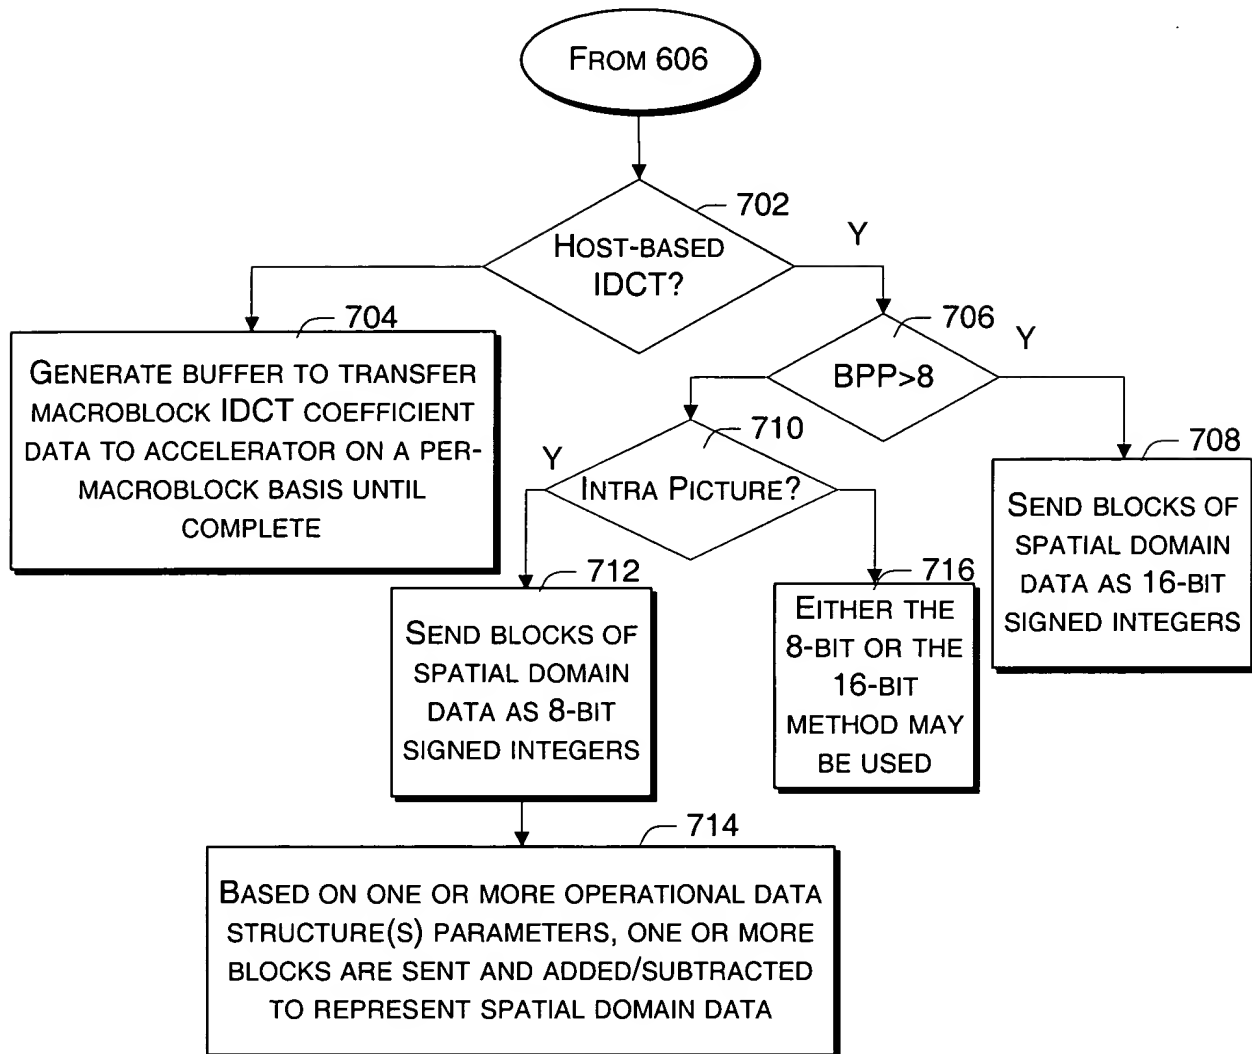 FROM 606
702
Y
HOST-BASED
IDCT?
704
GENERATE BUFFER TO TRANSFER
MACROBLOCK IDCT COEFFICIENT
DATA TO ACCELERATOR ON A PER-
MACROBLOCK BASIS UNTIL
COMPLETE
706
Y
BPP>8
710
Y
INTRA PICTURE?
708
SEND BLOCKS OF
SPATIAL DOMAIN
DATA AS 16-BIT
SIGNED INTEGERS
712
SEND BLOCKS OF
SPATIAL DOMAIN
DATA AS 8-BIT
SIGNED INTEGERS
716
EITHER THE
8-BIT OR THE
16-BIT
METHOD MAY
BE USED
714
BASED ON ONE OR MORE OPERATIONAL DATA
STRUCTURE(S) PARAMETERS, ONE OR MORE
BLOCKS ARE SENT AND ADDED/SUBTRACTED
TO REPRESENT SPATIAL DOMAIN DATA